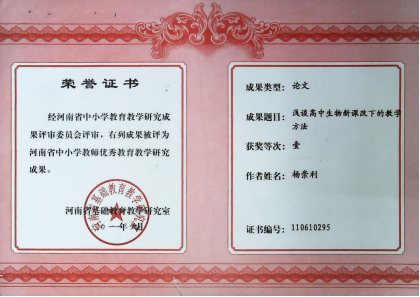 荣誉证书
经河南省中小学教育教学研究成
果评审委员会评审，右列成果被评为
河南省中小学教师优秀教育教学研究
成果。
河南省基础教育教学研究室
成果类型：论文
成果题目：浅谈高中生物新课改下的教学
方法
获奖等次：壹
作者姓名：杨崇利
证书编号：110610295